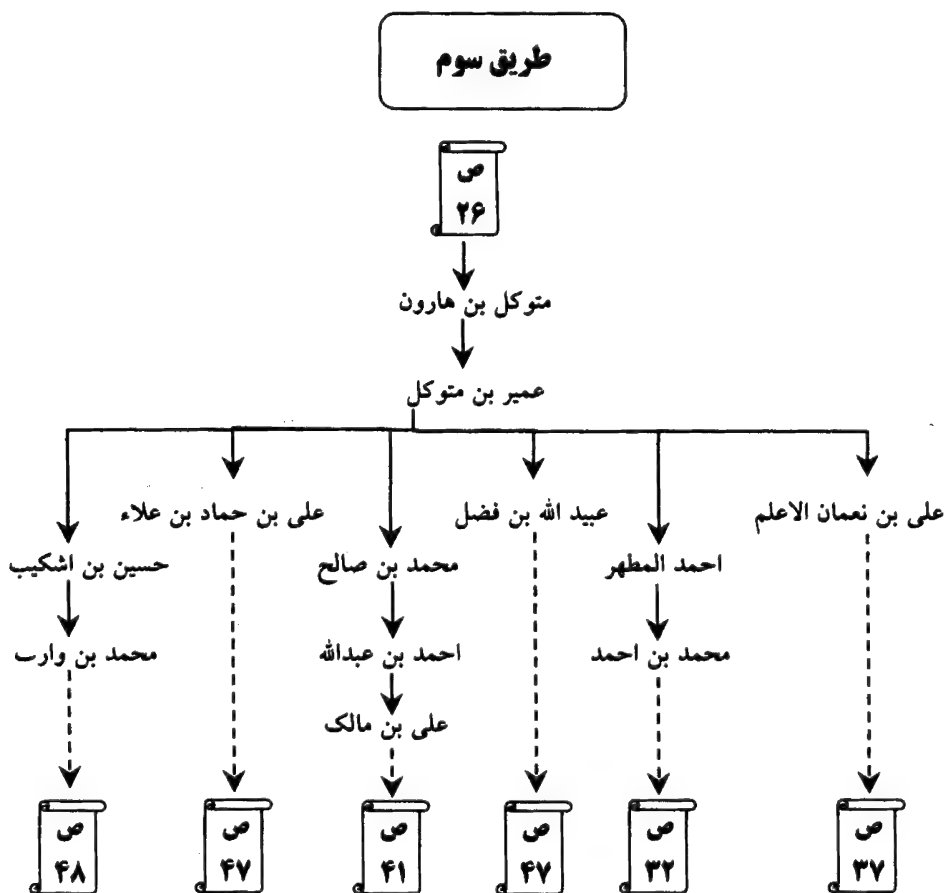 طریق سوم
ص
۲۶
متوکل بن هارون
عمیر بن متوکل
علی بن نعمان الاعلم
عبید الله بن فضل
علی بن حماد بن علاء
احمد المطهر
محمد بن صالح
حسین بن اشکیب
محمد بن احمد
احمد بن عبدالله
محمد بن وارب
علی بن مالک
ص
۳۷
ص
۳۲
ص
۴۷
ص
۴۱
ص
۴۷
ص
۴۸